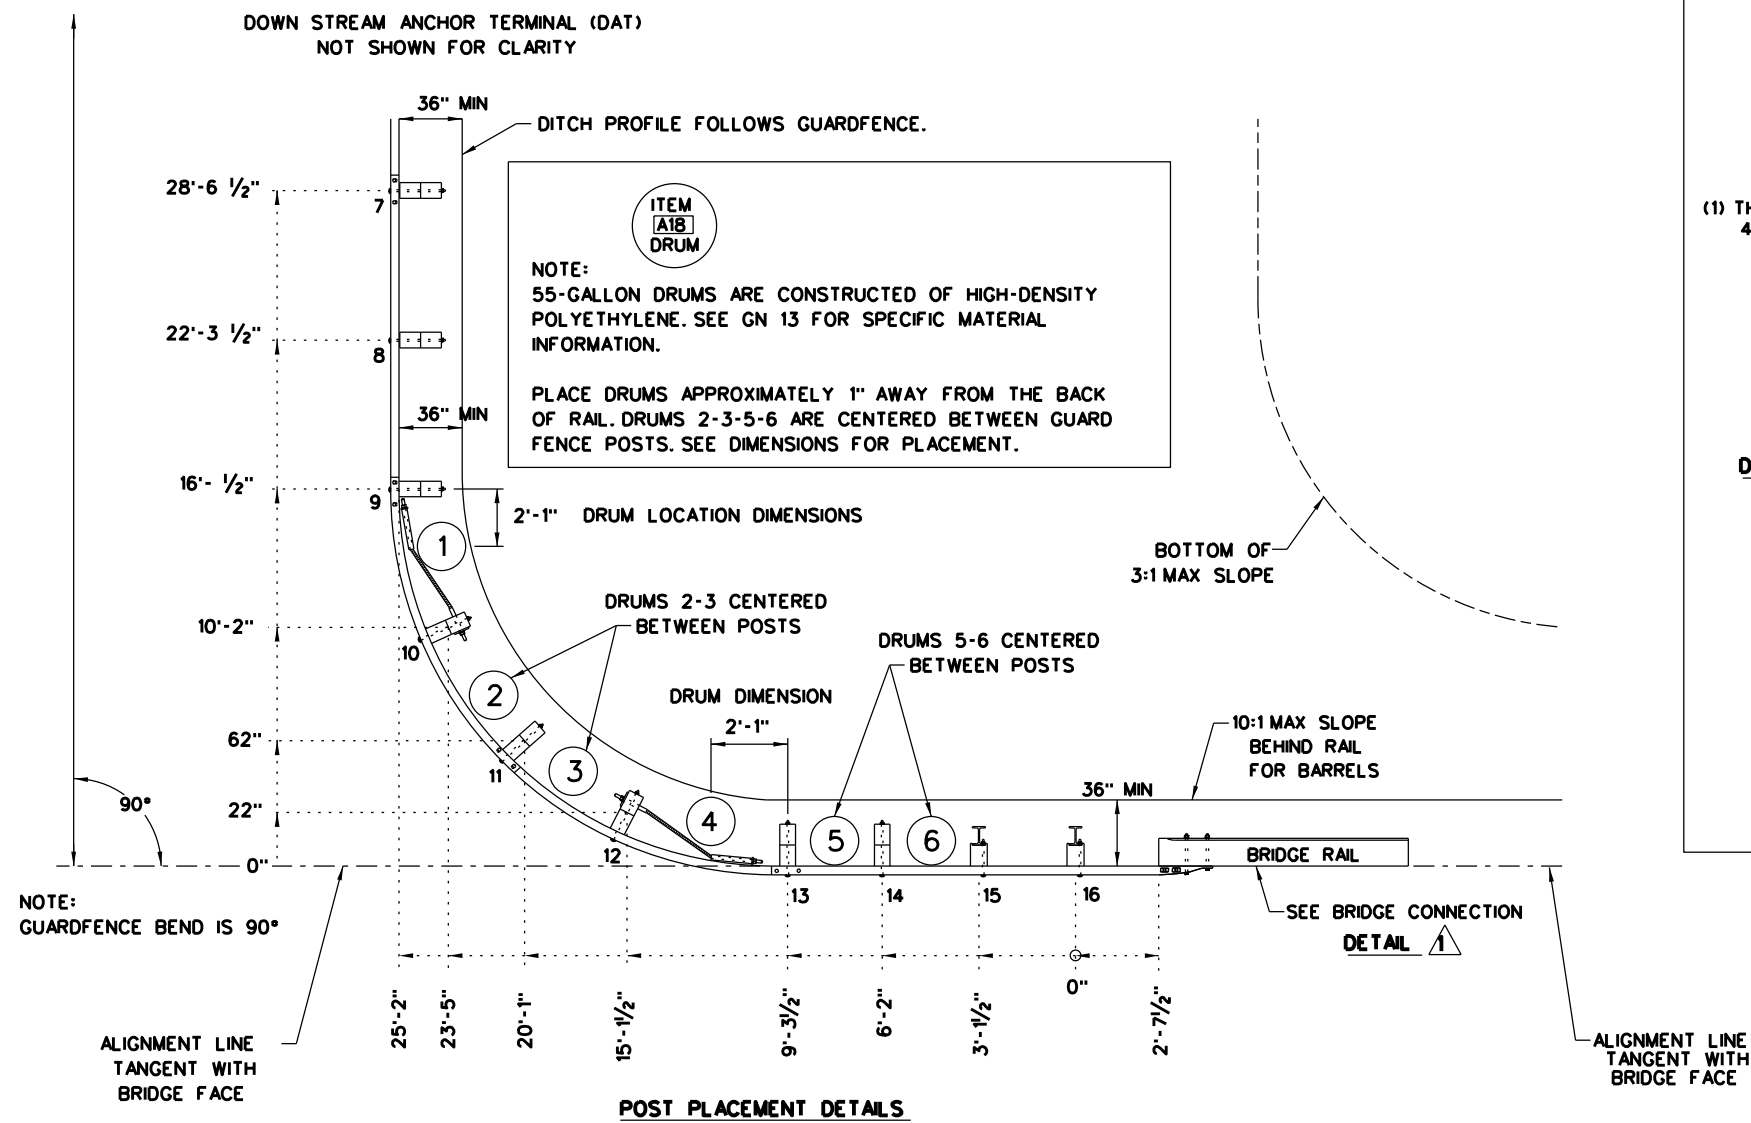 DOWN STREAM ANCHOR TERMINAL (DAT)
NOT SHOWN FOR CLARITY
36" MIN
DITCH PROFILE FOLLOWS GUARDFENCE.
28'-6 1/2"
7
ITEM
A18
DRUM
NOTE:
55-GALLON DRUMS ARE CONSTRUCTED OF HIGH-DENSITY
POLYETHYLENE. SEE GN 13 FOR SPECIFIC MATERIAL
INFORMATION.
PLACE DRUMS APPROXIMATELY 1" AWAY FROM THE BACK
OF RAIL. DRUMS 2-3-5-6 ARE CENTERED BETWEEN GUARD
FENCE POSTS. SEE DIMENSIONS FOR PLACEMENT.
(1) TH
4
D
22'-3 1/2"
8
36" MIN
16'- 1/2"
9
2'-1" DRUM LOCATION DIMENSIONS
1
BOTTOM OF
3:1 MAX SLOPE
DRUMS 2-3 CENTERED
BETWEEN POSTS
10'-2"
10
DRUMS 5-6 CENTERED
BETWEEN POSTS
2
DRUM DIMENSION
2'-1"
10:1 MAX SLOPE
BEHIND RAIL
FOR BARRELS
62"
11
3
36" MIN
90°
22"
12
4
5
6
BRIDGE RAIL
0"
13
14
15
16
NOTE:
GUARDFENCE BEND IS 90°
SEE BRIDGE CONNECTION
DETAIL 1
0"
25'-2"
23'-5"
20'-1"
15'-1 1/2"
9'-3 1/2"
6'-2"
3'-1 1/2"
2'-7 1/2"
ALIGNMENT LINE
TANGENT WITH
BRIDGE FACE
ALIGNMENT LINE
TANGENT WITH
BRIDGE FACE
POST PLACEMENT DETAILS